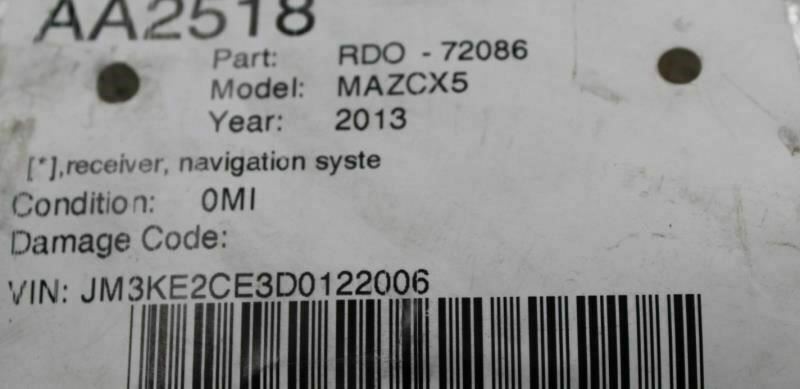 AA2518
Part: RDO - 72086
Model: MAZCX5
Year: 2013
[*],receiver, navigation syste
Condition: 0MI
Damage Code:
VIN: JM3KE2CE3D0122006